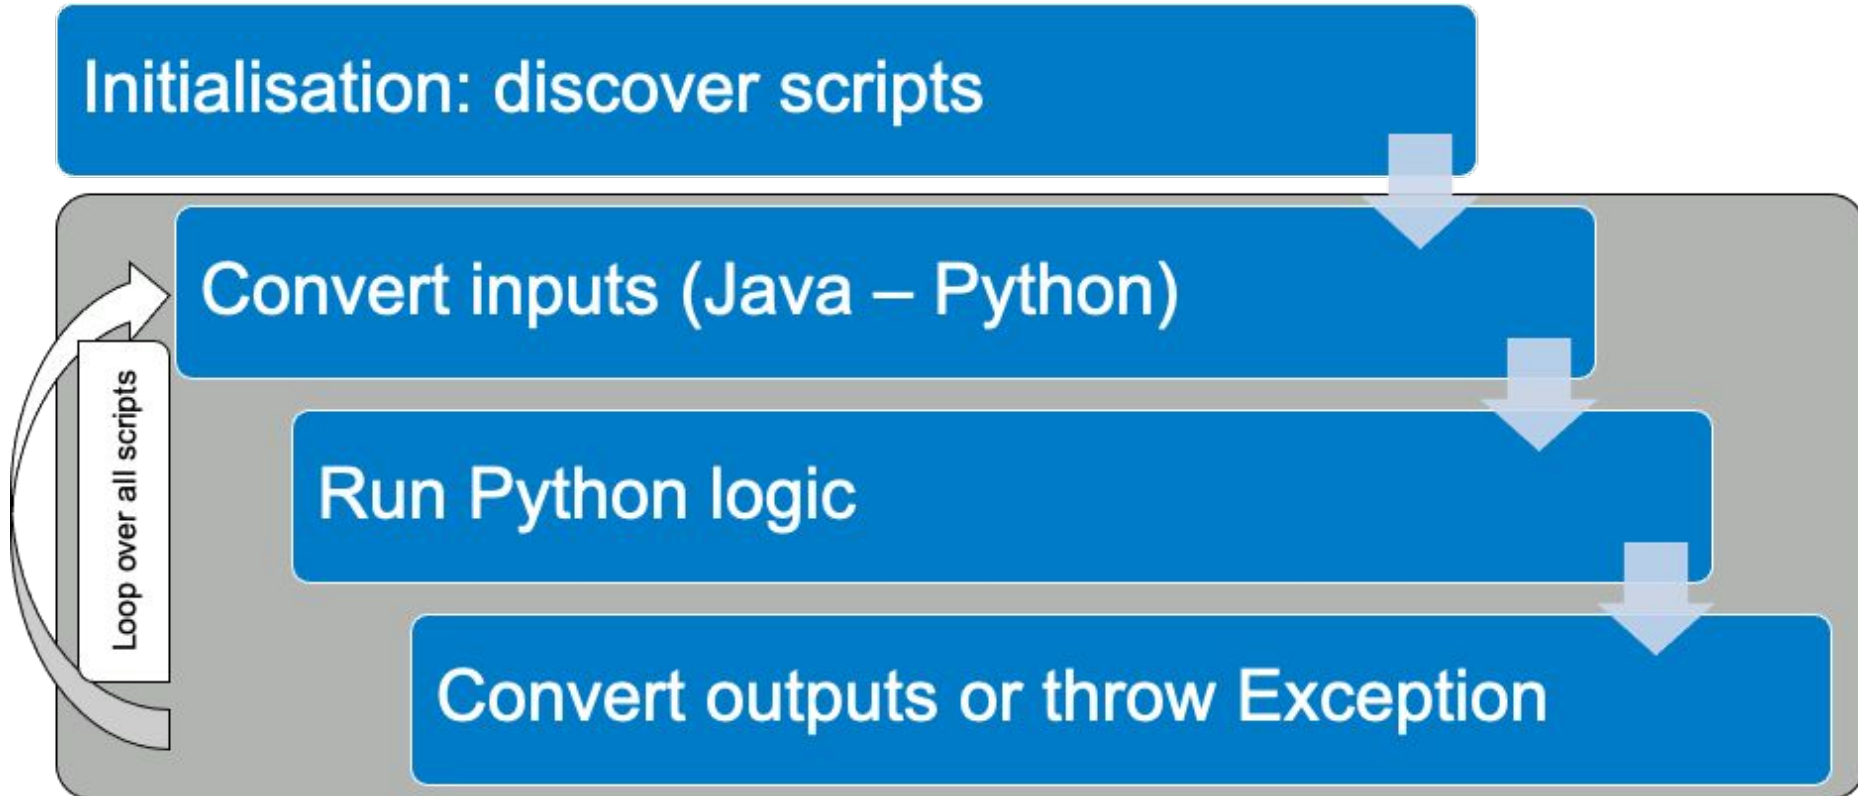 Initialisation: discover scripts
Convert inputs (Java – Python)
Loop over all scripts
Run Python logic
Convert outputs or throw Exception